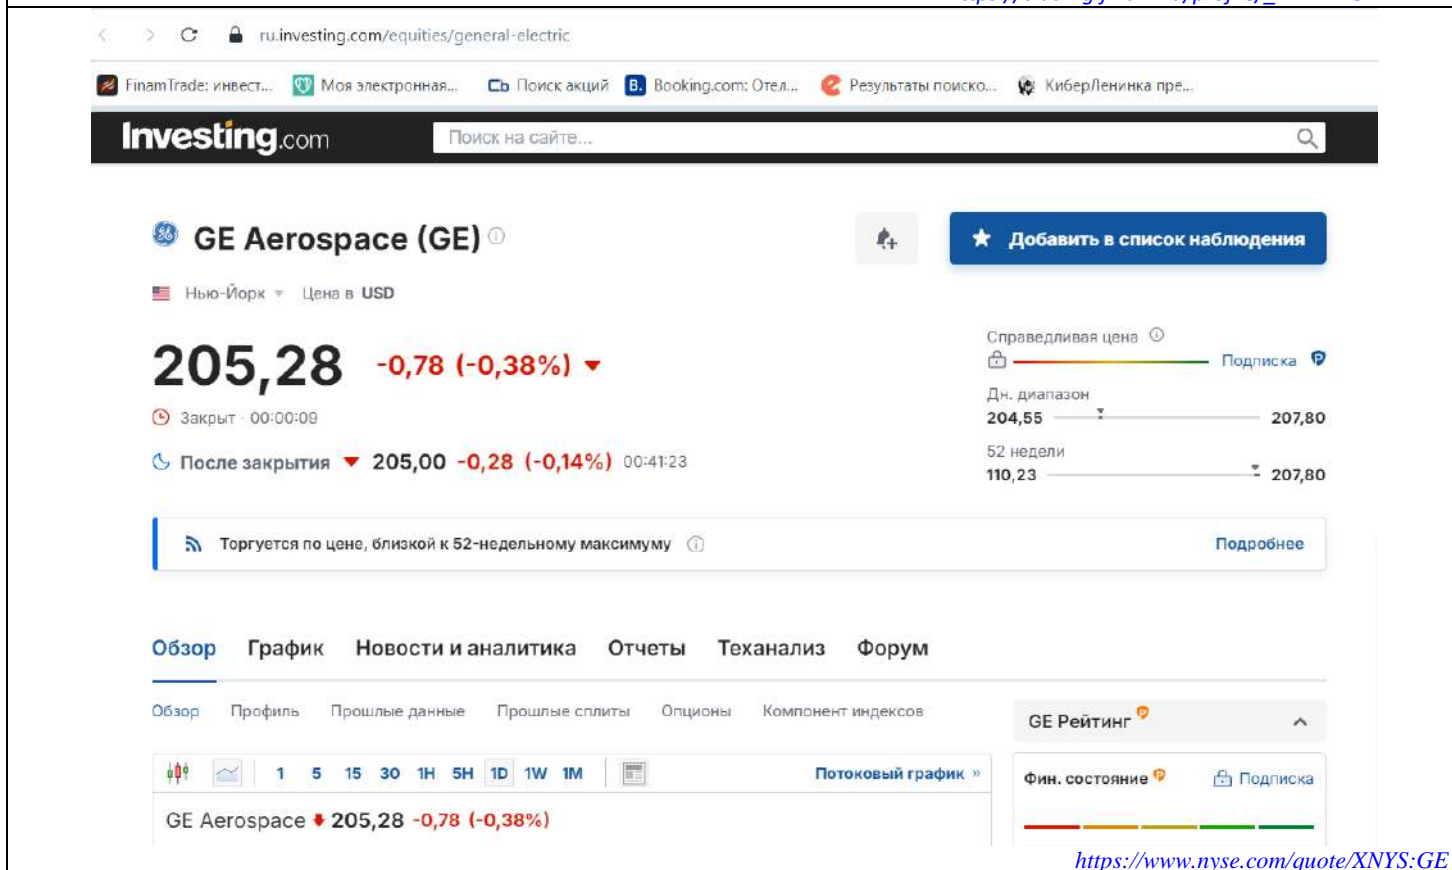 ru.investing.com/equities/general-electric
FinamTrade: инвест... Моя электронная... Поиск акций B. Booking.com: Отел... Результаты поиско... КиберЛенинка пре...
Investing.com Поиск на сайте...
GE Aerospace (GE)
Добавить в список наблюдения
Нью-Йорк Цена в USD
205,28 -0,78 (-0,38%)
Справедливая цена
Подписка
Закрыт · 00:00:09
Дн. диапазон
204,55 207,80
После закрытия 205,00 -0,28 (-0,14%) 00:41:23
52 недели
110,23 207,80
Торгуется по цене, близкой к 52-недельному максимуму Подробнее
Обзор График Новости и аналитика Отчеты Теханализ Форум
Обзор Профиль Прошлые данные Прошлые сплиты Опционы Компонент индексов
GE Рейтинг
1 5 15 30 1H 5H 1D 1W 1M Потоковый график »
Фин. состояние Подписка
GE Aerospace 205,28 -0,78 (-0,38%)
https://www.nyse.com/quote/XNYS:GE